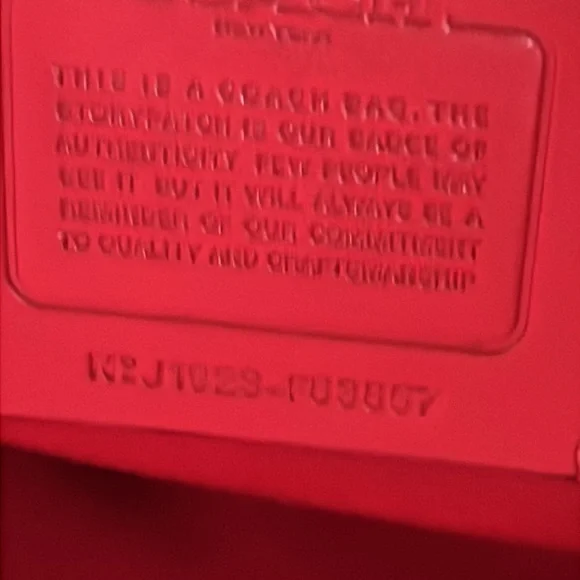 THIS IS A COACH BAG. THE
STORYPATCH IS OUR BADGE OF
AUTHENTICITY. FEW PEOPLE MAY
SEE IT BUT IT WILL ALWAYS BE A
REMINDER OF OUR COMMITMENT
TO QUALITY AND CRAFTSMANSHIP